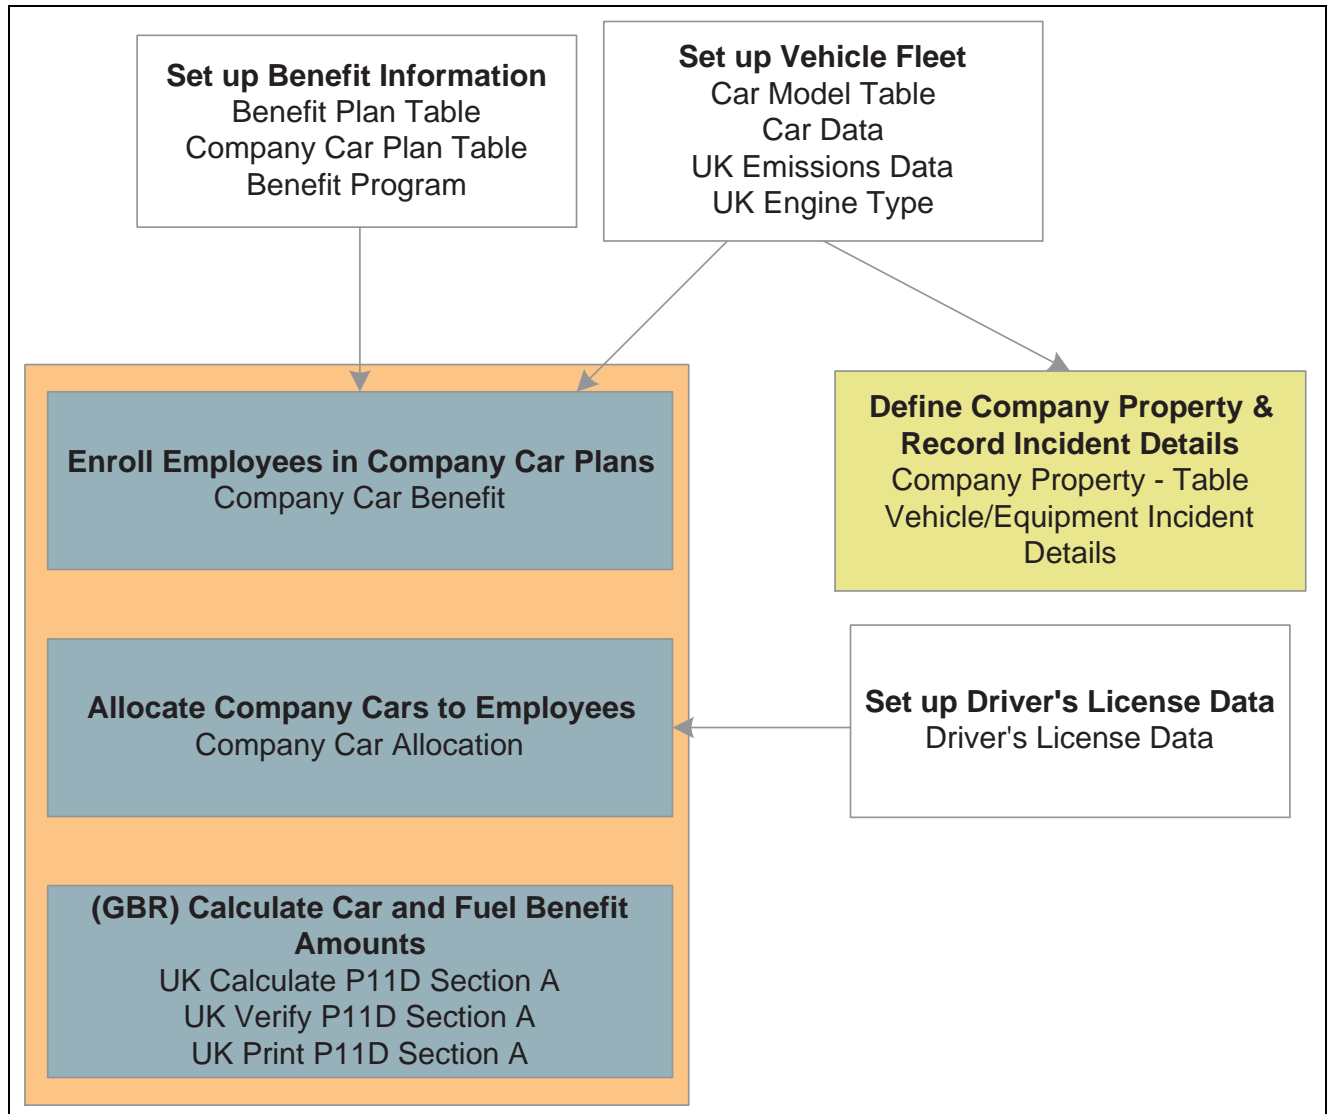 Set up Benefit Information
Benefit Plan Table
Company Car Plan Table
Benefit Program
Set up Vehicle Fleet
Car Model Table
Car Data
UK Emissions Data
UK Engine Type
Enroll Employees in Company Car Plans
Company Car Benefit
Define Company Property &
Record Incident Details
Company Property - Table
Vehicle/Equipment Incident
Details
Allocate Company Cars to Employees
Company Car Allocation
Set up Driver's License Data
Driver's License Data
(GBR) Calculate Car and Fuel Benefit
Amounts
UK Calculate P11D Section A
UK Verify P11D Section A
UK Print P11D Section A